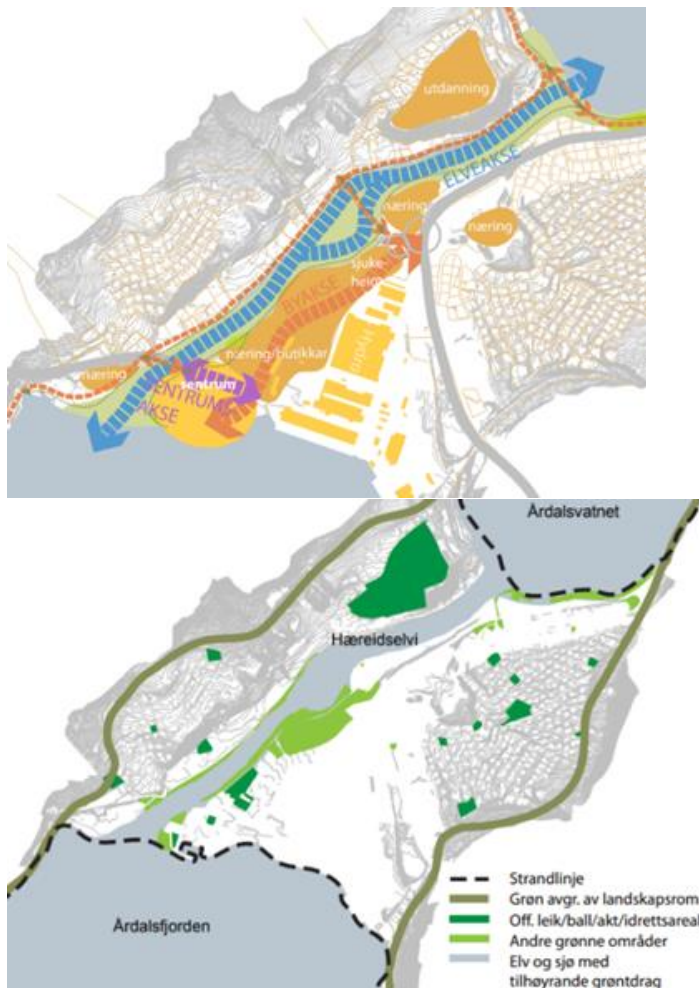 utdanning
ELVEAKSE
næring
næring
sjuke-
heim
BYAKSE
Hydro
næring/butikkar
næring
sentrum
SENTRUMS
AKSE
Årdalsvatnet
Hæreidselvi
Årdalsfjorden
Strandlinje
Grøn avgr. av landskapsrom
Off. leik/ball/akt/idrettsareal
Andre grønne områder
Elv og sjø med
tilhøyrande grøntdrag